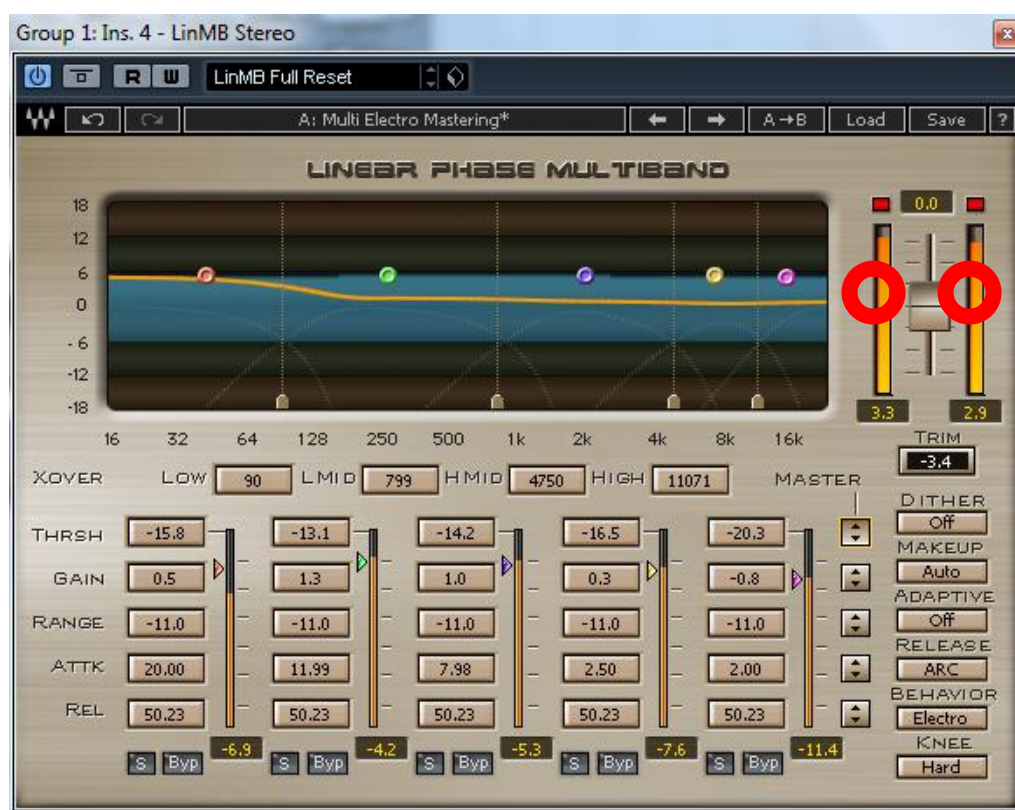 Group 1: Ins. 4 - LinMB Stereo
R W LinMB Full Reset
A: Multi Electro Mastering* A→B Load Save ?
LINEAR PHASE MULTIBAND
18 0.0
12
6
0
-6
-12
-18 3.3 2.9
16 32 64 128 250 500 1k 2k 4k 8k 16k TRIM
-3.4
XOVER LOW 90 LMID 799 HMID 4750 HIGH 11071 MASTER
DITHER
THRSH -15.8 -13.1 -14.2 -16.5 -20.3 Off
MAKEUP
GAIN 0.5 1.3 1.0 0.3 -0.8 Auto
ADAPTIVE
RANGE -11.0 -11.0 -11.0 -11.0 -11.0 Off
RELEASE
ATTK 20.00 11.99 7.98 2.50 2.00 ARC
BEHAVIOR
REL 50.23 50.23 50.23 50.23 50.23 Electro
KNEE
-6.9 -4.2 -5.3 -7.6 -11.4
S Byp S Byp S Byp S Byp S Byp Hard